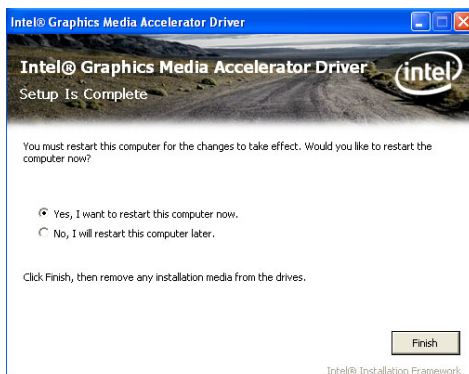 Intel® Graphics Media Accelerator Driver
Intel® Graphics Media Accelerator Driver
intel
Setup Is Complete
You must restart this computer for the changes to take effect. Would you like to restart the
computer now?
Yes, I want to restart this computer now.
No, I will restart this computer later.
Click Finish, then remove any installation media from the drives.
Finish
Intel® Installation Framework